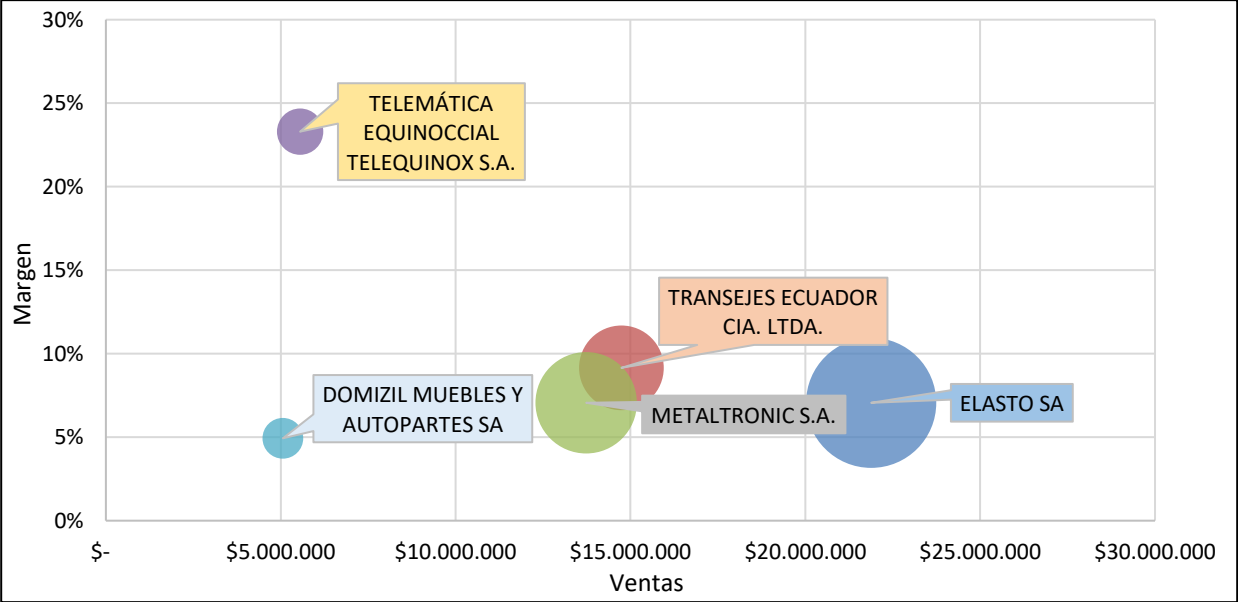 30%
25%
20%
15%
10%
5%
0%
Margen
TELEMÁTICA
EQUINOCCIAL
TELEQUINOX S.A.
TRANSEJES ECUADOR
CIA. LTDA.
DOMIZIL MUEBLES Y
AUTOPARTES SA
METALTRONIC S.A.
ELASTO SA
$- $5.000.000 $10.000.000 $15.000.000 $20.000.000 $25.000.000 $30.000.000
Ventas